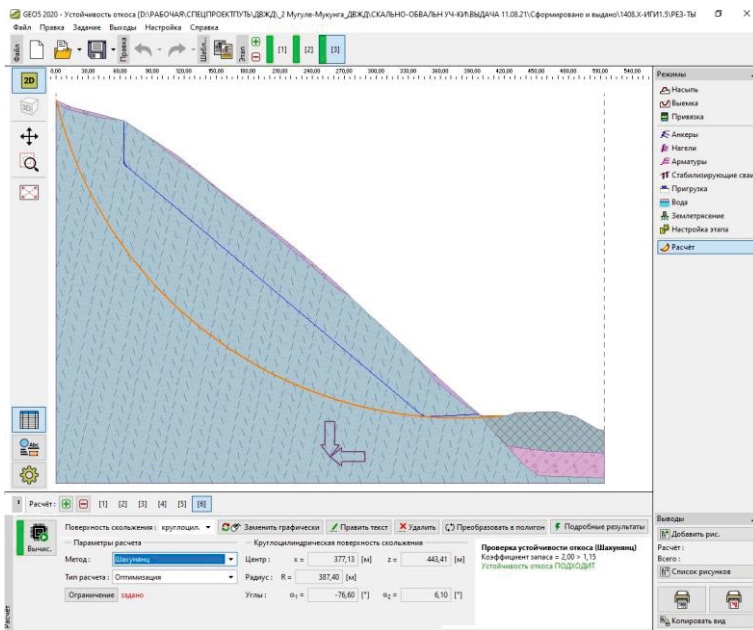 GEO5 2020 - Устойчивость откоса [D:\РАБОЧАЯ\СПЕЦПРОЕКТПУТЬ\ДВЖД\_2 Мугуле-Мукунга_ДВЖД\СКАЛЬНО-ОБВАЛЬН УЧ-КИ\ВЫДАЧА 11.08.21\Сформировано и выдано\1408.X-ИГИ1.9\РЕЗ-ТЫ
Файл Правка Задание Выходы Настройка Справка
Файл Правка Шабл... Этап [1] [2] [3]
0,00 30,00 60,00 90,00 120,00 150,00 180,00 210,00 240,00 270,00 300,00 330,00 360,00 390,00 420,00 450,00 480,00 510,00 540,00
2D
3D
Режимы
Насыпь
Выемка
Привязка
Анкеры
Нагели
Арматуры
Стабилизирующие сваи
Пригрузка
Вода
Землетрясение
Настройка этапа
Расчёт
Расчёт : [1] [2] [3] [4] [5] [6]
Вычис.
Поверхность скольжения : круглоцил. Заменить графически Править текст Удалить Преобразовать в полигон Подробные результаты
Параметры расчета
Метод : Шахунянц
Тип расчета : Оптимизация
Ограничение задано
Круглоцилиндрическая поверхность скольжения
Центр : x = 377,13 [м] z = 443,41 [м]
Радиус : R = 387,40 [м]
Углы : α1 = -76,60 [°] α2 = 6,10 [°]
Проверка устойчивости откоса (Шахунянц)
Коэффициент запаса = 2,00 > 1,15
Устойчивость откоса ПОДХОДИТ
Расчёт
Выводы
Добавить рис.
Расчёт :
Всего :
Список рисунков
Копировать вид